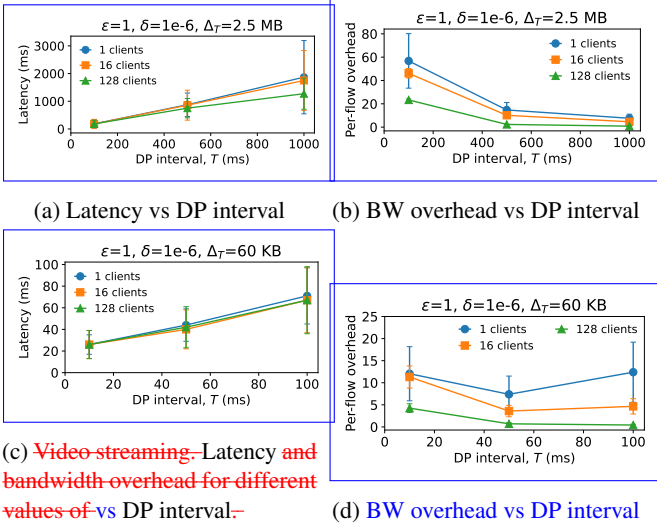 ε=1, δ=1e-6, Δ_T=2.5 MB
Latency (ms)
3000
2000
1000
0
1 clients
16 clients
128 clients
0 200 400 600 800 1000
DP interval, T (ms)
(a) Latency vs DP interval
ε=1, δ=1e-6, Δ_T=2.5 MB
Per-flow overhead
80
60
40
20
0
1 clients
16 clients
128 clients
0 200 400 600 800 1000
DP interval, T (ms)
(b) BW overhead vs DP interval
ε=1, δ=1e-6, Δ_T=60 KB
Latency (ms)
100
80
60
40
20
0
1 clients
16 clients
128 clients
0 20 40 60 80 100
DP interval, T (ms)
(c) Video streaming. Latency and
bandwidth overhead for different
values of vs DP interval.
ε=1, δ=1e-6, Δ_T=60 KB
Per-flow overhead
25
20
15
10
5
0
1 clients
16 clients
128 clients
0 20 40 60 80 100
DP interval, T (ms)
(d) BW overhead vs DP interval